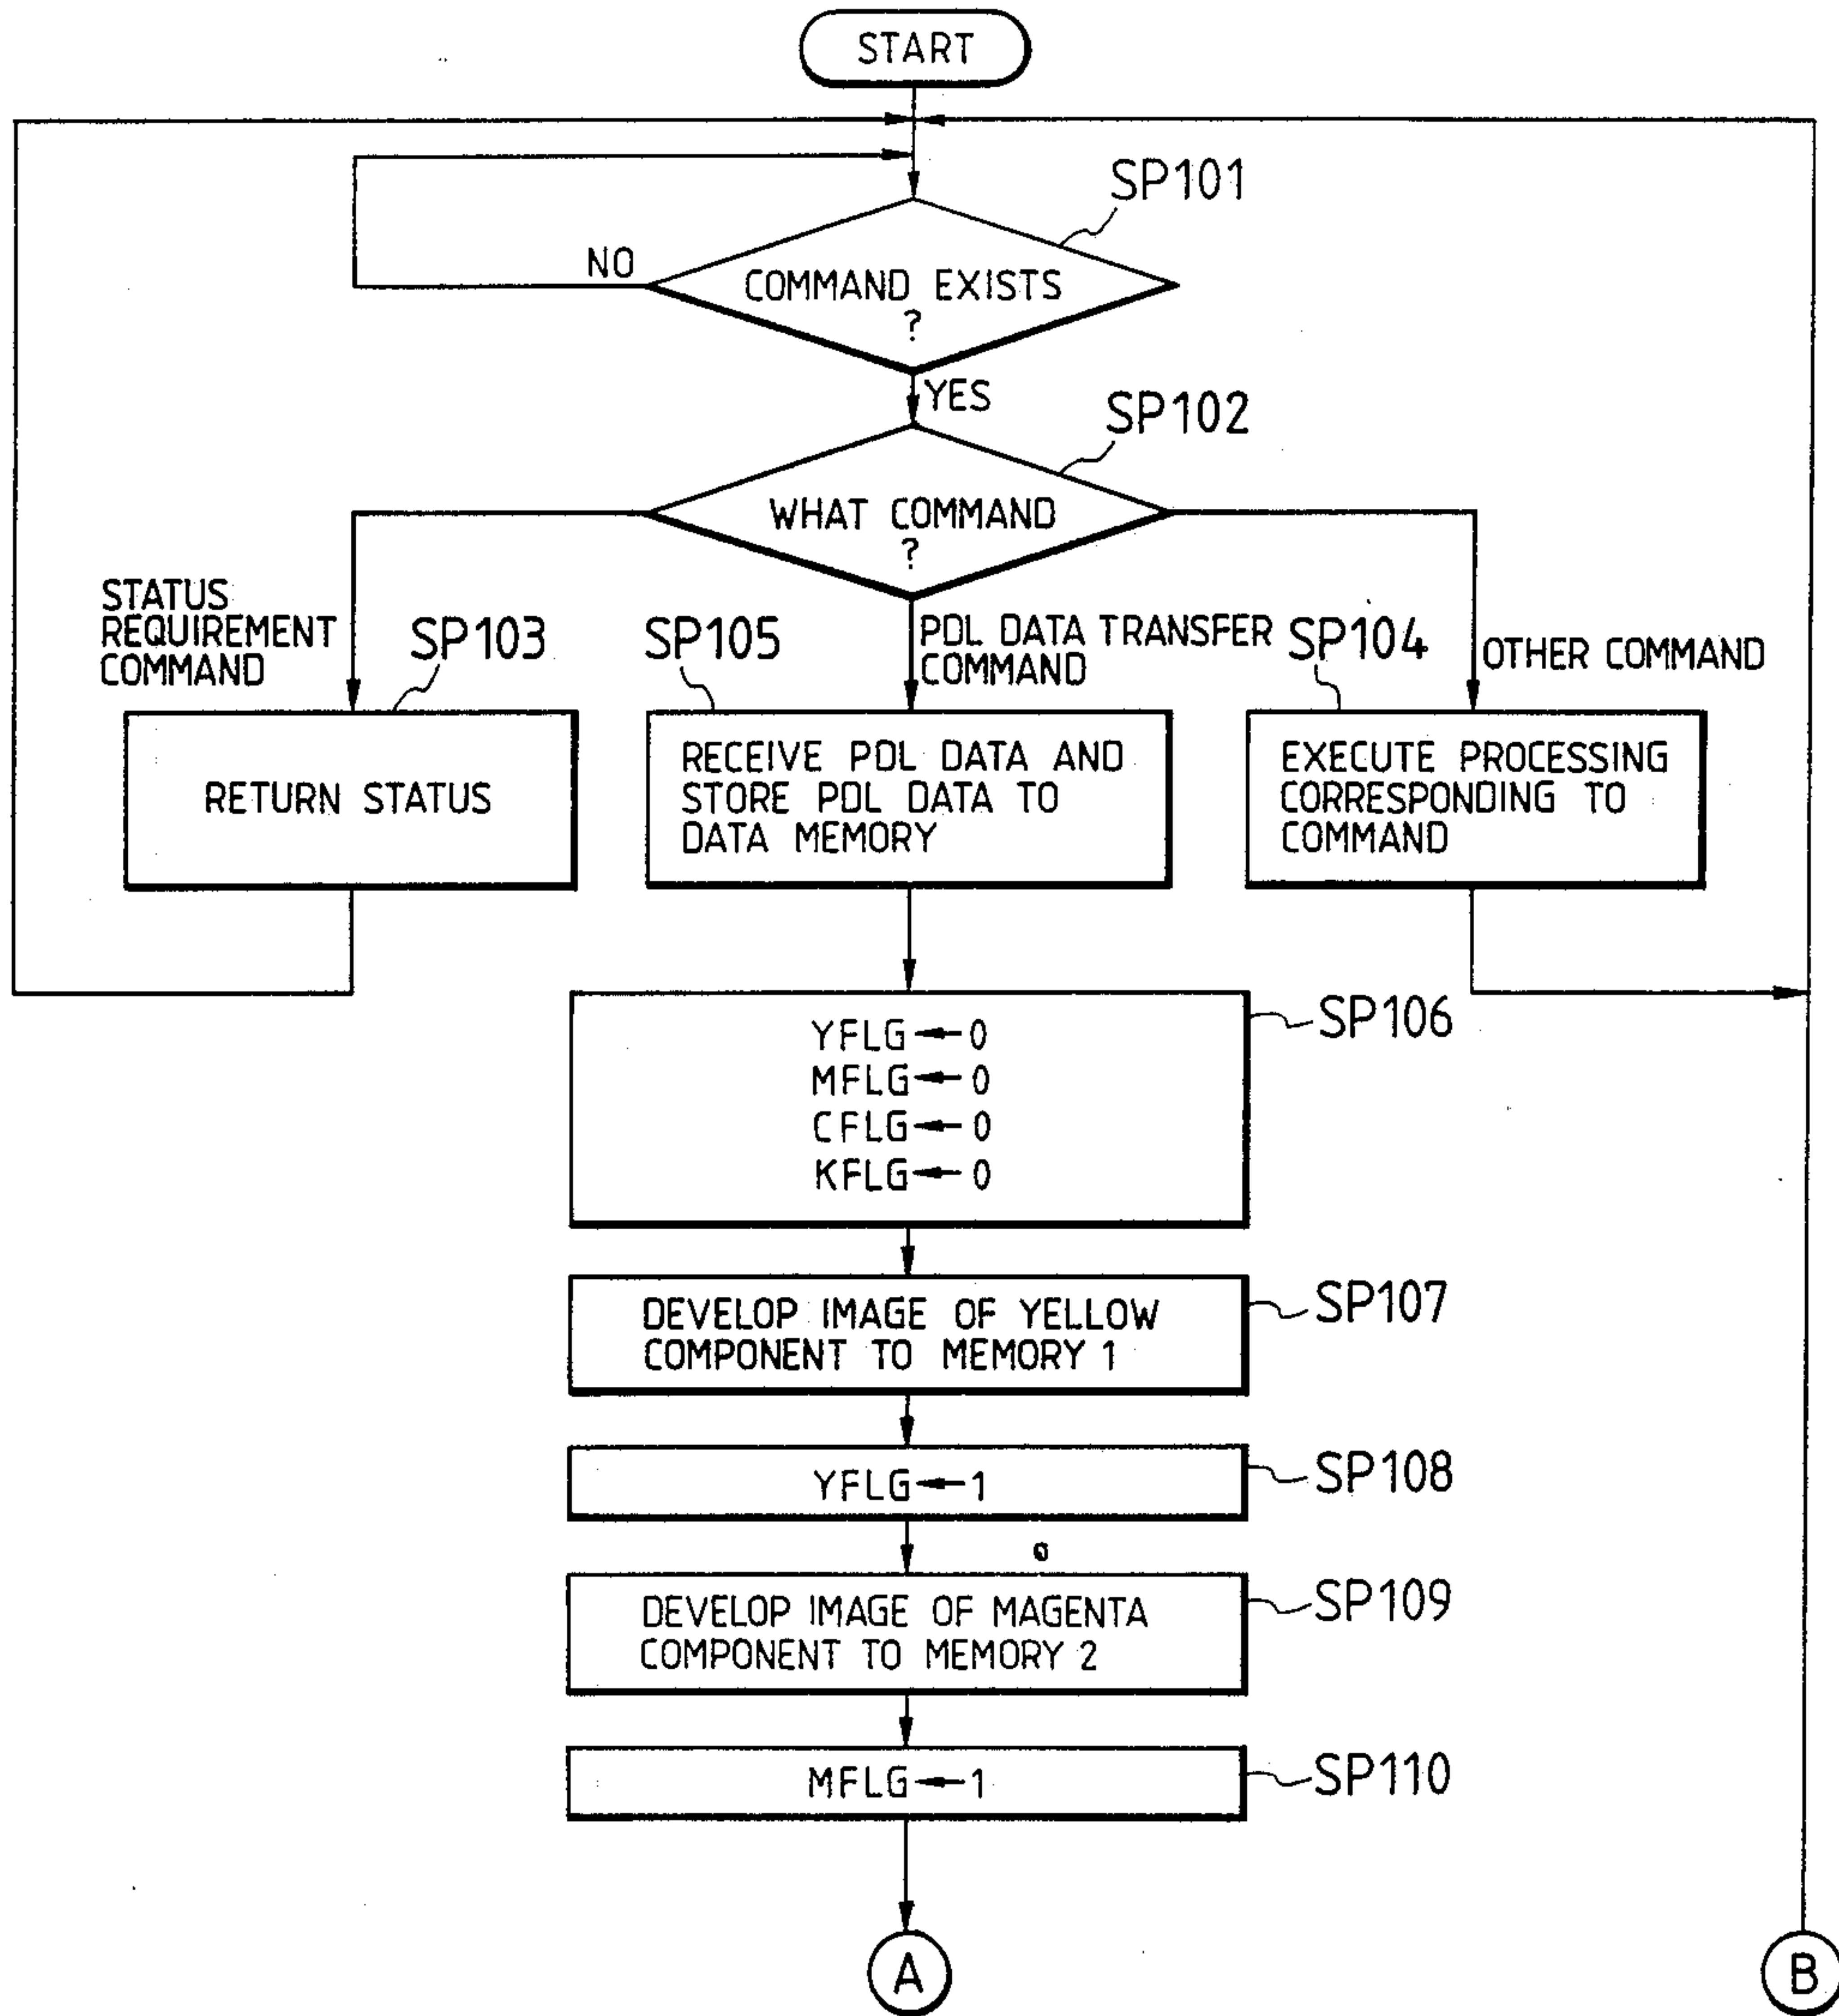 START
SP101
NO
COMMAND EXISTS
?
YES
SP102
WHAT COMMAND
?
STATUS
REQUIREMENT
COMMAND
SP103
SP105
PDL DATA TRANSFER
COMMAND
SP104
OTHER COMMAND
RETURN STATUS
RECEIVE PDL DATA AND
STORE PDL DATA TO
DATA MEMORY
EXECUTE PROCESSING
CORRESPONDING TO
COMMAND
SP106
YFLG←0
MFLG←0
CFLG←0
KFLG←0
DEVELOP IMAGE OF YELLOW
COMPONENT TO MEMORY 1
SP107
YFLG←1
SP108
DEVELOP IMAGE OF MAGENTA
COMPONENT TO MEMORY 2
SP109
MFLG←1
SP110
A
B